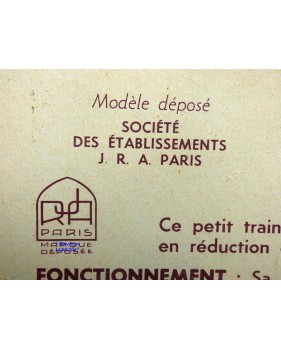 Modèle déposé
SOCIÉTÉ
DES ÉTABLISSEMENTS
J. R. A. PARIS
PARIS
MARQUE
DÉPOSÉE
Ce petit train
en réduction
FONCTIONNEMENT : Sa